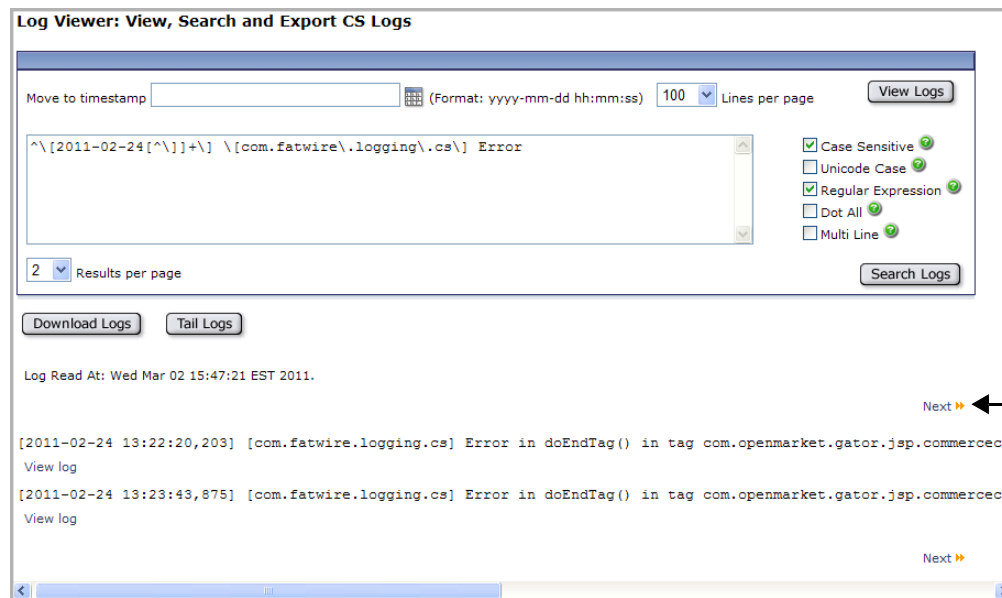 Log Viewer: View, Search and Export CS Logs
Move to timestamp (Format: yyyy-mm-dd hh:mm:ss) 100 Lines per page View Logs
^\[2011-02-24[^\]]+\] \[com.fatwire\.logging\.cs\] Error
Case Sensitive
Unicode Case
Regular Expression
Dot All
Multi Line
2 Results per page
Search Logs
Download Logs Tail Logs
Log Read At: Wed Mar 02 15:47:21 EST 2011.
Next
[2011-02-24 13:22:20,203] [com.fatwire.logging.cs] Error in doEndTag() in tag com.openmarket.gator.jsp.commercec
View log
[2011-02-24 13:23:43,875] [com.fatwire.logging.cs] Error in doEndTag() in tag com.openmarket.gator.jsp.commercec
View log
Next